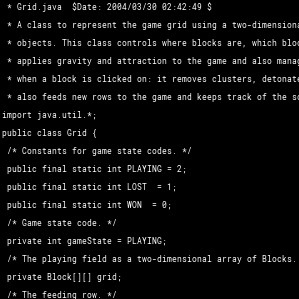 * Grid.java  $Date: 2004/03/30 02:42:49 $
* A class to represent the game grid using a two-dimensiona
* objects. This class controls where blocks are, which bloc
* applies gravity and attraction to the game and also manag
* when a block is clicked on: it removes clusters, detonate
* also feeds new rows to the game and keeps track of the sc
import java.util.*;
public class Grid {
/* Constants for game state codes. */
public final static int PLAYING = 2;
public final static int LOST  = 1;
public final static int WON  = 0;
/* Game state code. */
private int gameState = PLAYING;
/* The playing field as a two-dimensional array of Blocks.
private Block[][] grid;
/* The feeding row. */